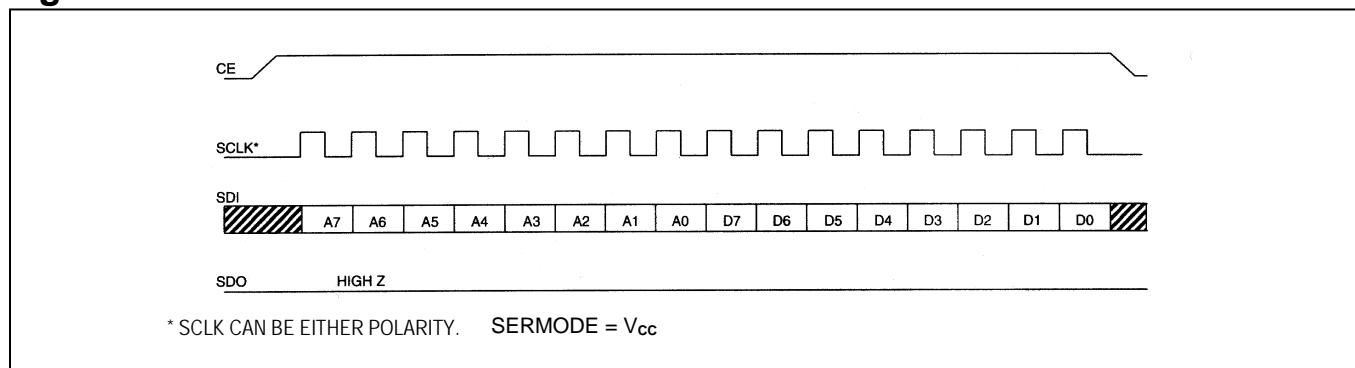 CE
SCLK*
SDI
A7 A6 A5 A4 A3 A2 A1 A0 D7 D6 D5 D4 D3 D2 D1 D0
SDO HIGH Z
* SCLK CAN BE EITHER POLARITY. SERMODE = VCC